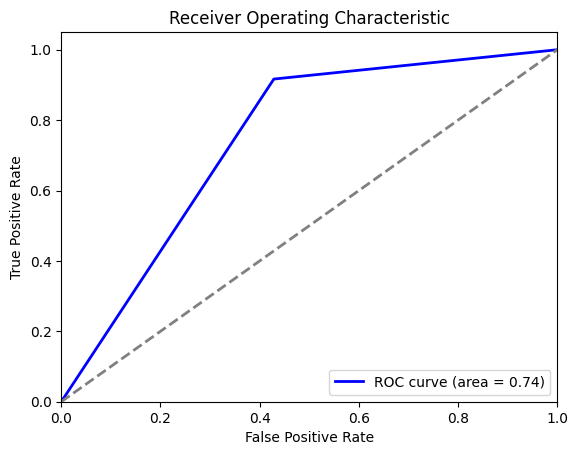 Receiver Operating Characteristic
True Positive Rate
1.0
0.8
0.6
0.4
0.2
0.0
ROC curve (area = 0.74)
0.0 0.2 0.4 0.6 0.8 1.0
False Positive Rate